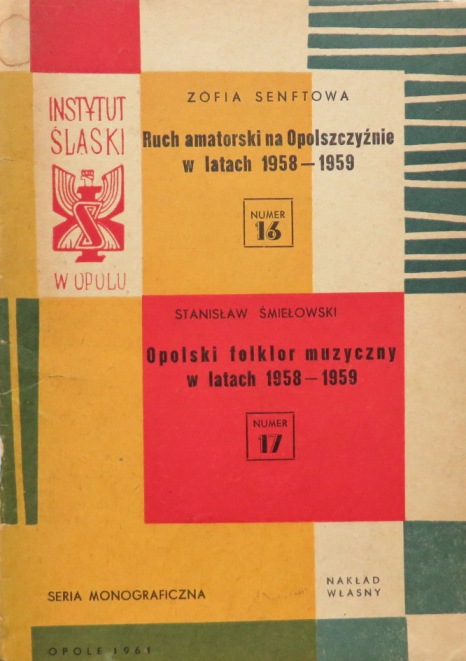 INSTYTUT
ŚLĄSKI
W OPOLU
ZOFIA SENFTOWA
Ruch amatorski na Opolszczyźnie
w latach 1958—1959
NUMER
16
STANISŁAW ŚMIEŁOWSKI
Opolski folklor muzyczny
w latach 1958—1959
NUMER
17
SERIA MONOGRAFICZNA
NAKŁAD
WŁASNY
OPOLE 1961